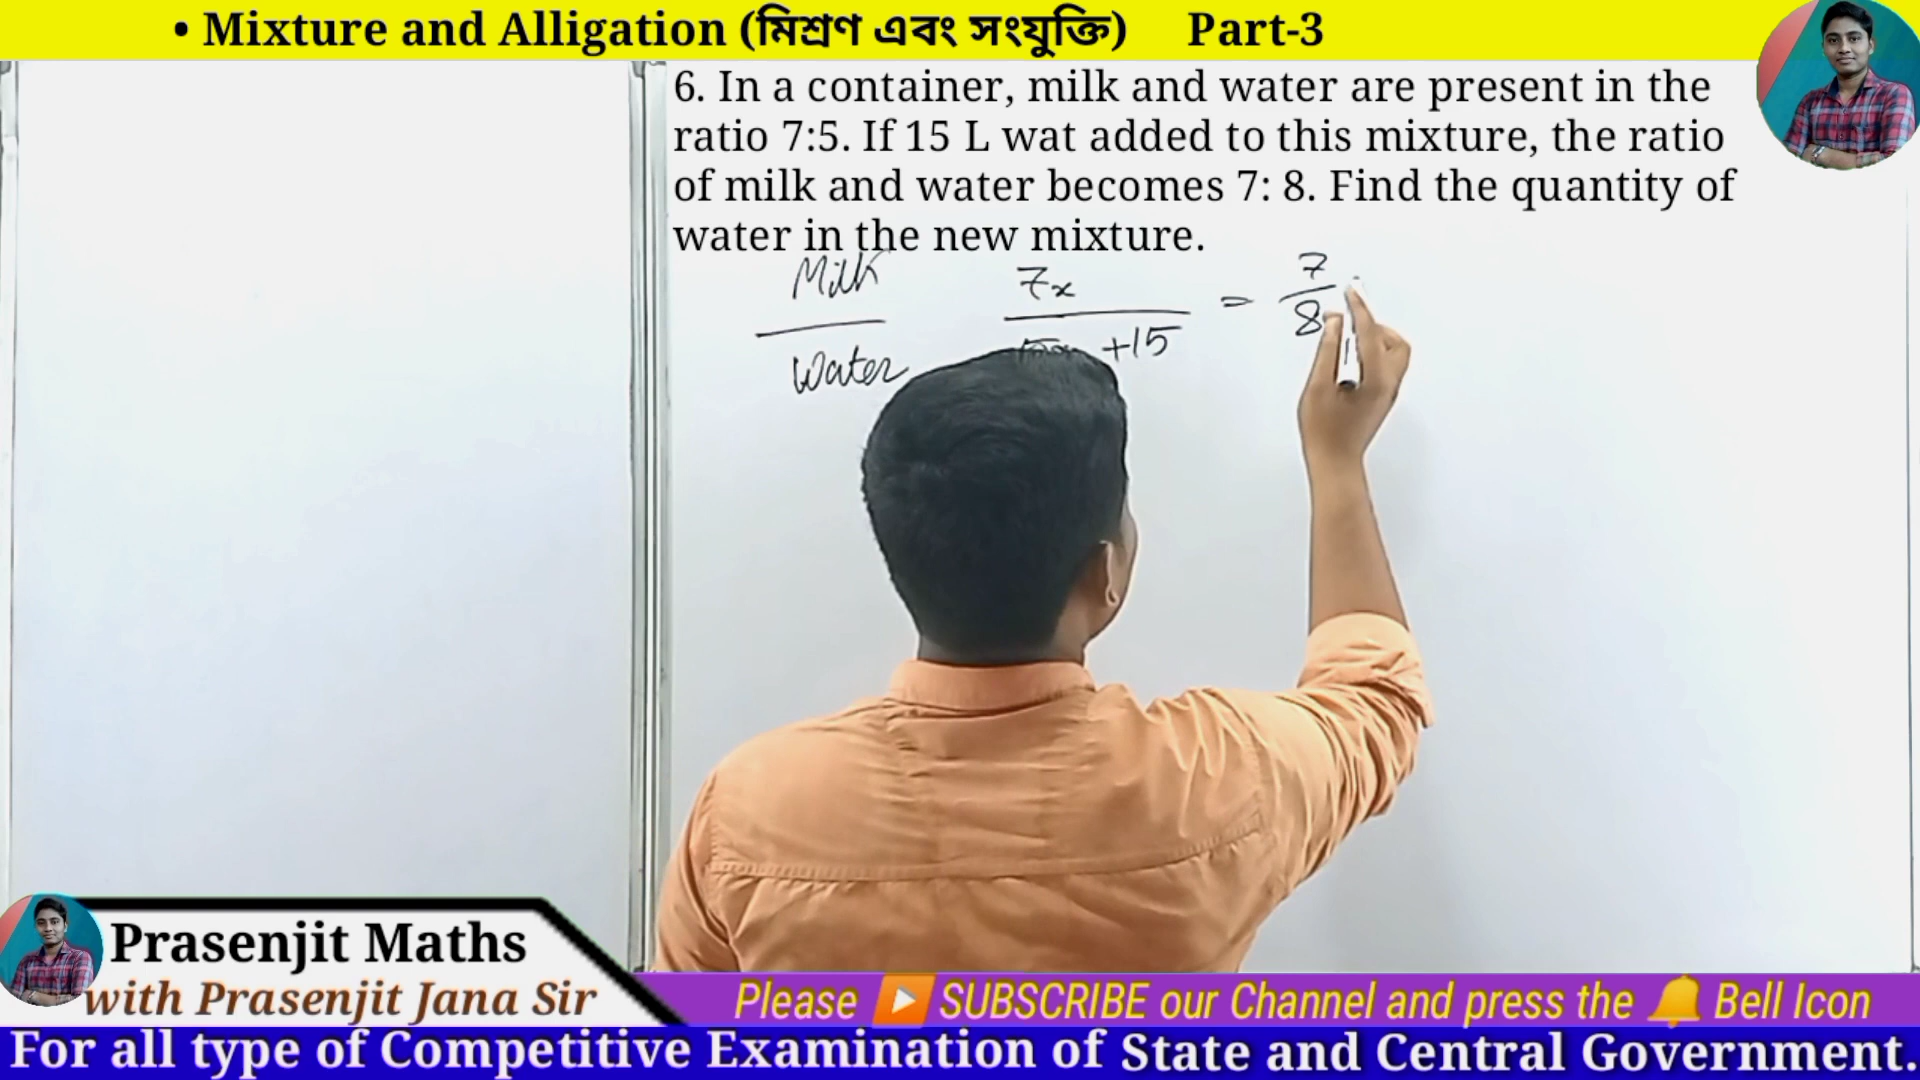 • Mixture and Alligation (মিশ্রণ এবং সংযুক্তি) Part-3
6. In a container, milk and water are present in the
ratio 7:5. If 15 L wat added to this mixture, the ratio
of milk and water becomes 7: 8. Find the quantity of
water in the new mixture.
Milk 7x = 7
Water +15 8
Prasenjit Maths
with Prasenjit Jana Sir
Please SUBSCRIBE our Channel and press the Bell Icon
For all type of Competitive Examination of State and Central Government.